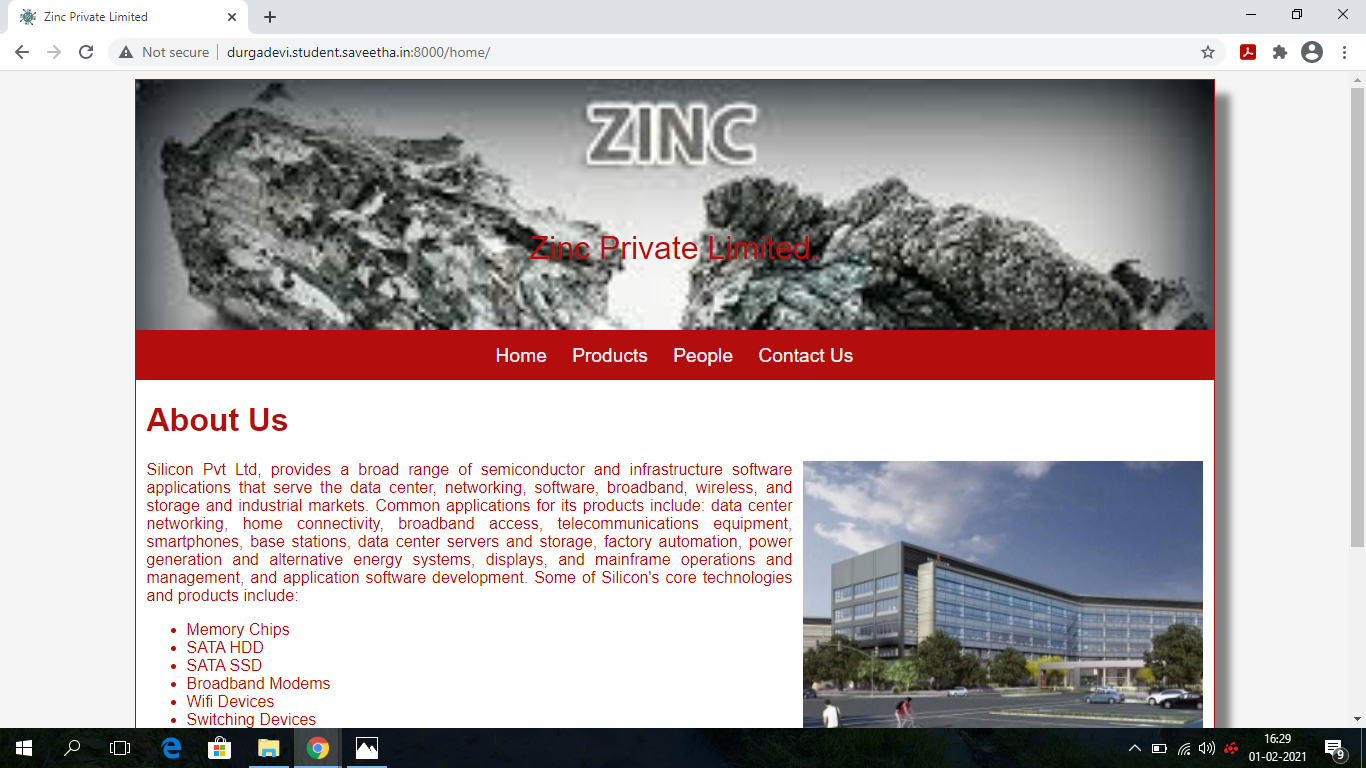 Zinc Private Limited
Not secure
durgadevi.student.saveetha.in:8000/home/
ZINC
Zinc Private Limited.
Home Products People Contact Us
About Us
Silicon Pvt Ltd, provides a broad range of semiconductor and infrastructure software
applications that serve the data center, networking, software, broadband, wireless, and
storage and industrial markets. Common applications for its products include: data center
networking, home connectivity, broadband access, telecommunications equipment,
smartphones, base stations, data center servers and storage, factory automation, power
generation and alternative energy systems, displays, and mainframe operations and
management, and application software development. Some of Silicon's core technologies
and products include:
• Memory Chips
• SATA HDD
• SATA SSD
• Broadband Modems
• Wifi Devices
• Switching Devices
16:29
01-02-2021
9